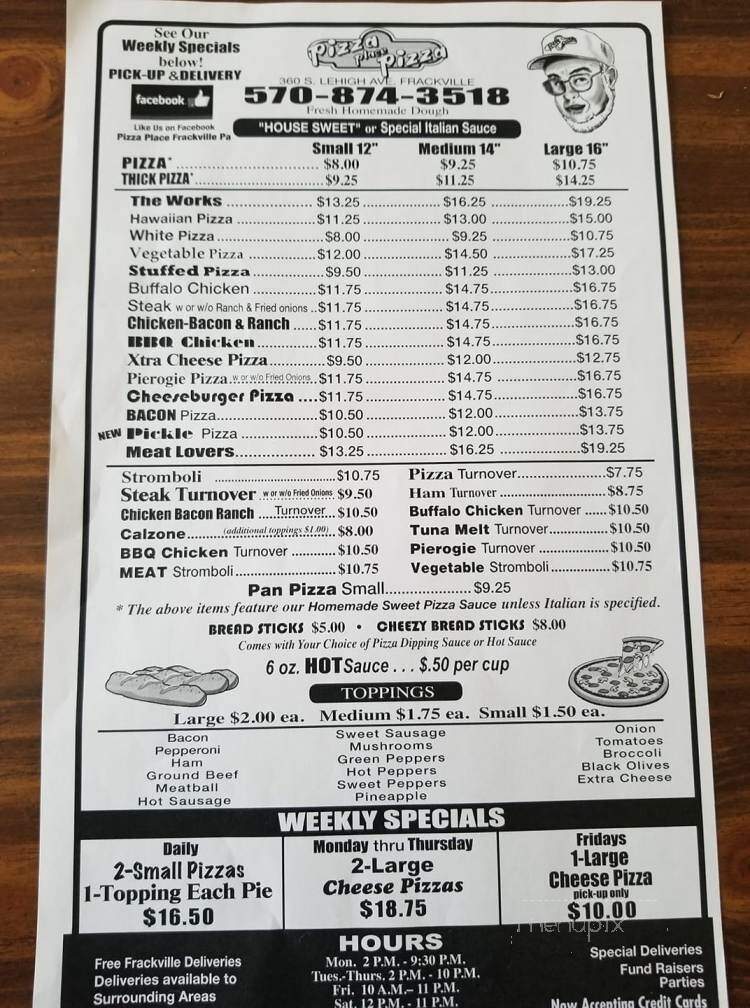 See Our
Weekly Specials
below!
PICK-UP & DELIVERY
facebook
Like Us on Facebook
Pizza Place Frackville Pa
Pizza Place Pizza
360 S. LEHIGH AVE. FRACKVILLE
570-874-3518
Fresh Homemade Dough
"HOUSE SWEET" or Special Italian Sauce
Small 12" Medium 14" Large 16"
PIZZA* $8.00 $9.25 $10.75
THICK PIZZA* $9.25 $11.25 $14.25
The Works $13.25 $16.25 $19.25
Hawaiian Pizza $11.25 $13.00 $15.00
White Pizza $8.00 $9.25 $10.75
Vegetable Pizza $12.00 $14.50 $17.25
Stuffed Pizza $9.50 $11.25 $13.00
Buffalo Chicken $11.75 $14.75 $16.75
Steak w or w/o Ranch & Fried onions $11.75 $14.75 $16.75
Chicken-Bacon & Ranch $11.75 $14.75 $16.75
BBQ Chicken $11.75 $14.75 $16.75
Xtra Cheese Pizza $9.50 $12.00 $12.75
Pierogie Pizza w or w/o Fried Onions $11.75 $14.75 $16.75
Cheeseburger Pizza $11.75 $14.75 $16.75
BACON Pizza $10.50 $12.00 $13.75
NEW Pickle Pizza $10.50 $12.00 $13.75
Meat Lovers $13.25 $16.25 $19.25
Stromboli $10.75
Steak Turnover w or w/o Fried Onions $9.50
Chicken Bacon Ranch Turnover $10.50
Calzone (additional toppings $1.00) $8.00
BBQ Chicken Turnover $10.50
MEAT Stromboli $10.75
Pizza Turnover $7.75
Ham Turnover $8.75
Buffalo Chicken Turnover $10.50
Tuna Melt Turnover $10.50
Pierogie Turnover $10.50
Vegetable Stromboli $10.75
Pan Pizza Small $9.25
* The above items feature our Homemade Sweet Pizza Sauce unless Italian is specified.
BREAD STICKS $5.00 • CHEEZY BREAD STICKS $8.00
Comes with Your Choice of Pizza Dipping Sauce or Hot Sauce
6 oz. HOT Sauce . . . $.50 per cup
TOPPINGS
Large $2.00 ea. Medium $1.75 ea. Small $1.50 ea.
Bacon
Pepperoni
Ham
Ground Beef
Meatball
Hot Sausage
Sweet Sausage
Mushrooms
Green Peppers
Hot Peppers
Sweet Peppers
Pineapple
Onion
Tomatoes
Broccoli
Black Olives
Extra Cheese
WEEKLY SPECIALS
Daily
2-Small Pizzas
1-Topping Each Pie
$16.50
Monday thru Thursday
2-Large
Cheese Pizzas
$18.75
Fridays
1-Large
Cheese Pizza
pick-up only
$10.00
menupix
Free Frackville Deliveries
Deliveries available to
Surrounding Areas
HOURS
Mon. 2 P.M. - 9:30 P.M.
Tues.-Thurs. 2 P.M. - 10 P.M.
Fri. 10 A.M.- 11 P.M.
Sat. 12 P.M. - 11 P.M.
Special Deliveries
Fund Raisers
Parties
Now Accepting Credit Cards